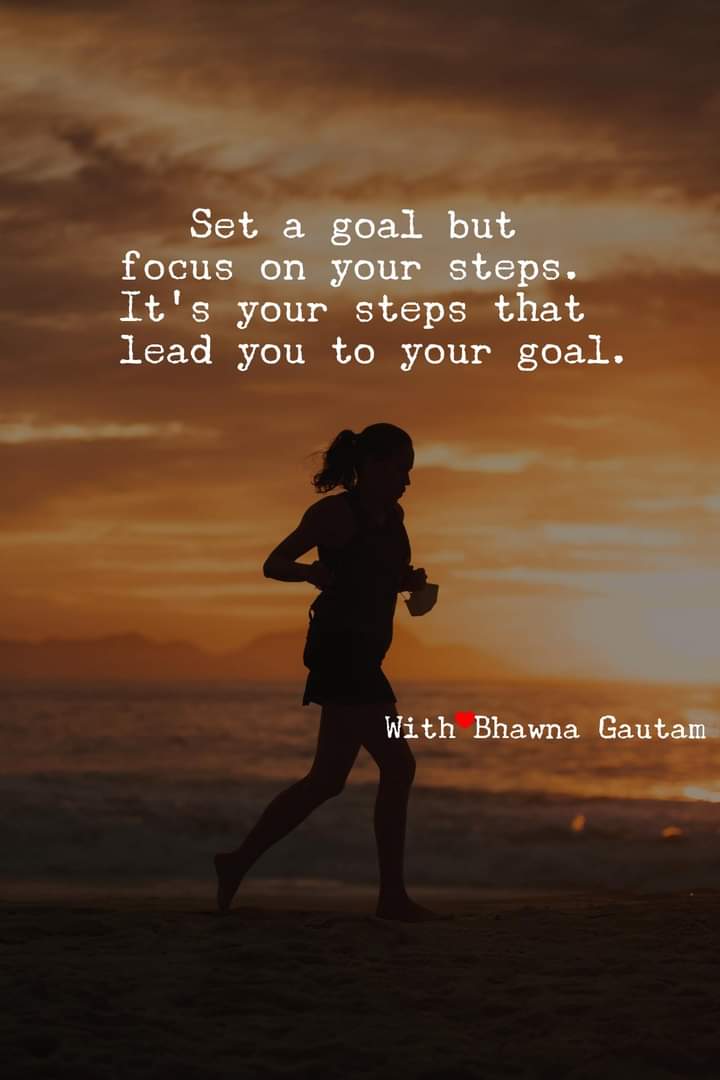 Set a goal but
focus on your steps.
It's your steps that
lead you to your goal.
With❤Bhawna Gautam